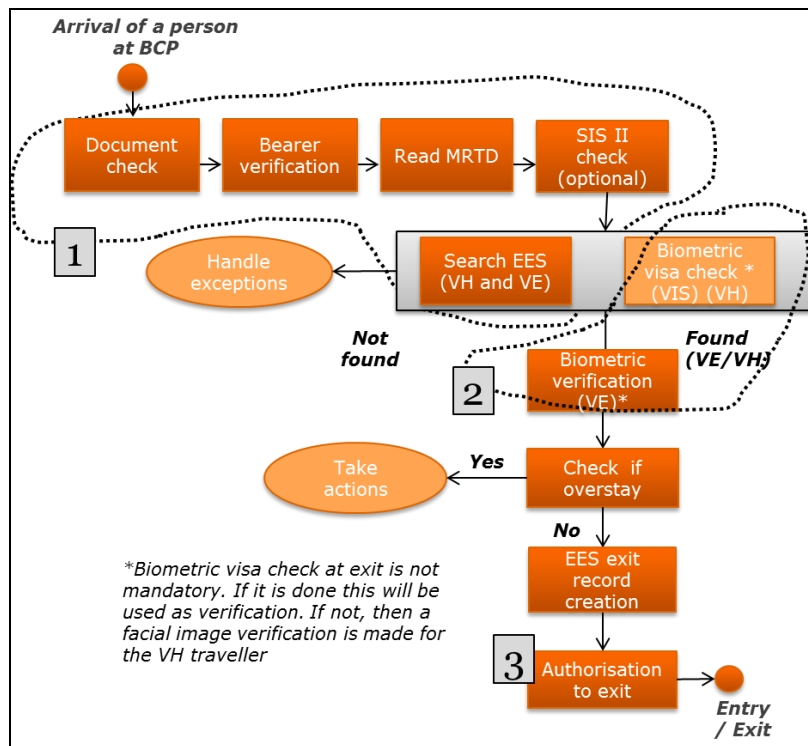 Arrival of a person
at BCP
Document
check
Bearer
verification
Read MRTD
SIS II
check
(optional)
1
Handle
exceptions
Search EES
(VH and VE)
Biometric
visa check *
(VIS) (VH)
Not
found
Found
(VE/VH)
2
Biometric
verification
(VE)*
Take
actions
Yes
Check if
overstay
No
*Biometric visa check at exit is not
mandatory. If it is done this will be
used as verification. If not, then a
facial image verification is made for
the VH traveller
EES exit
record
creation
3
Authorisation
to exit
Entry
/ Exit